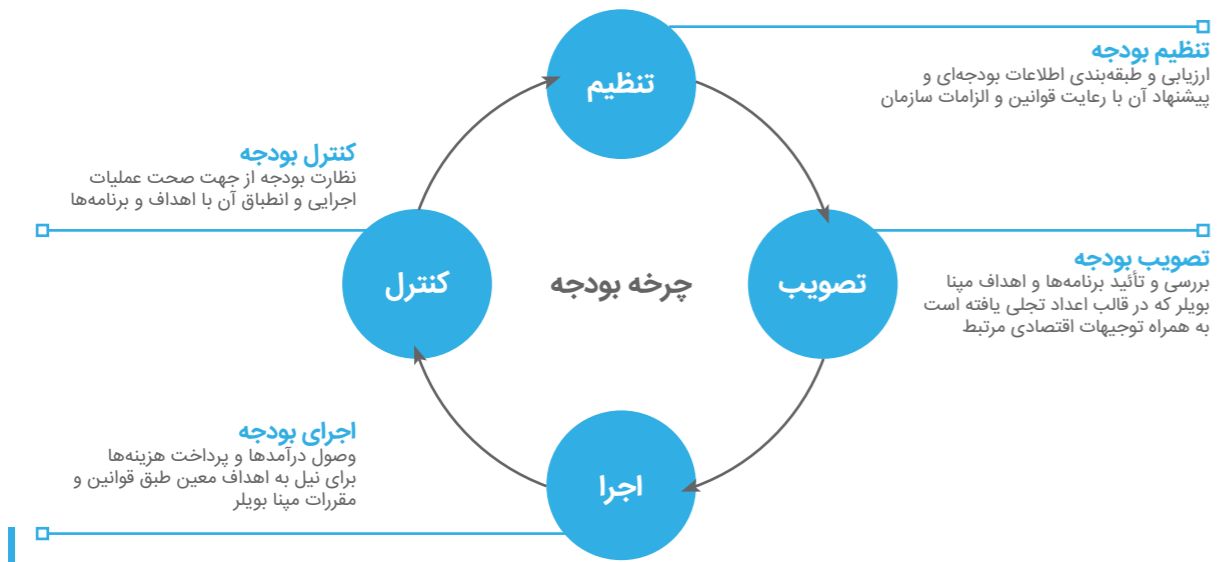 تنظیم
تنظیم بودجه
ارزیابی و طبقه‌بندی اطلاعات بودجه‌ای و
پیشنهاد آن با رعایت قوانین و الزامات سازمان
تصویب
تصویب بودجه
بررسی و تأئید برنامه‌ها و اهداف مپنا
بویلر که در قالب اعداد تجلی یافته است
به همراه توجیهات اقتصادی مرتبط
اجرا
اجرای بودجه
وصول درآمدها و پرداخت هزینه‌ها
برای نیل به اهداف معین طبق قوانین و
مقررات مپنا بویلر
کنترل
کنترل بودجه
نظارت بودجه از جهت صحت عملیات
اجرایی و انطباق آن با اهداف و برنامه‌ها
چرخه بودجه